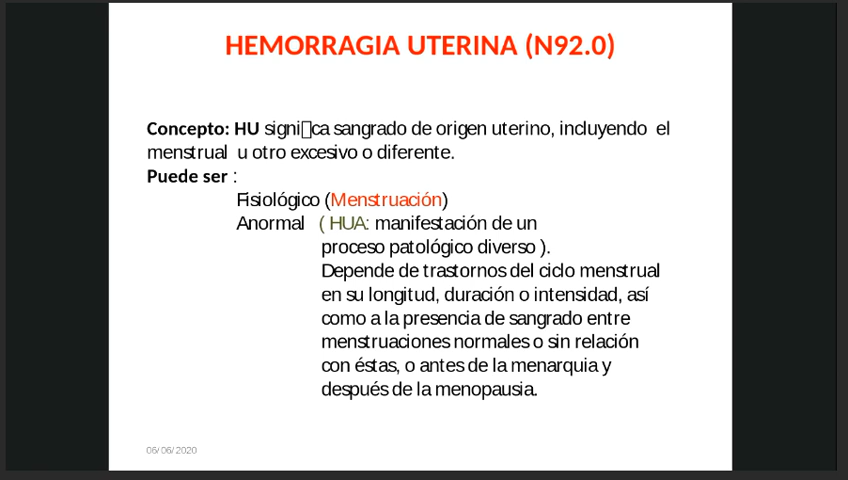 HEMORRAGIA UTERINA (N92.0)
Concepto: HU signi▯ca sangrado de origen uterino, incluyendo el
menstrual u otro excesivo o diferente.
Puede ser :
Fisiológico (Menstruación)
Anormal ( HUA: manifestación de un
proceso patológico diverso ).
Depende de trastornos del ciclo menstrual
en su longitud, duración o intensidad, así
como a la presencia de sangrado entre
menstruaciones normales o sin relación
con éstas, o antes de la menarquia y
después de la menopausia.
06/06/2020